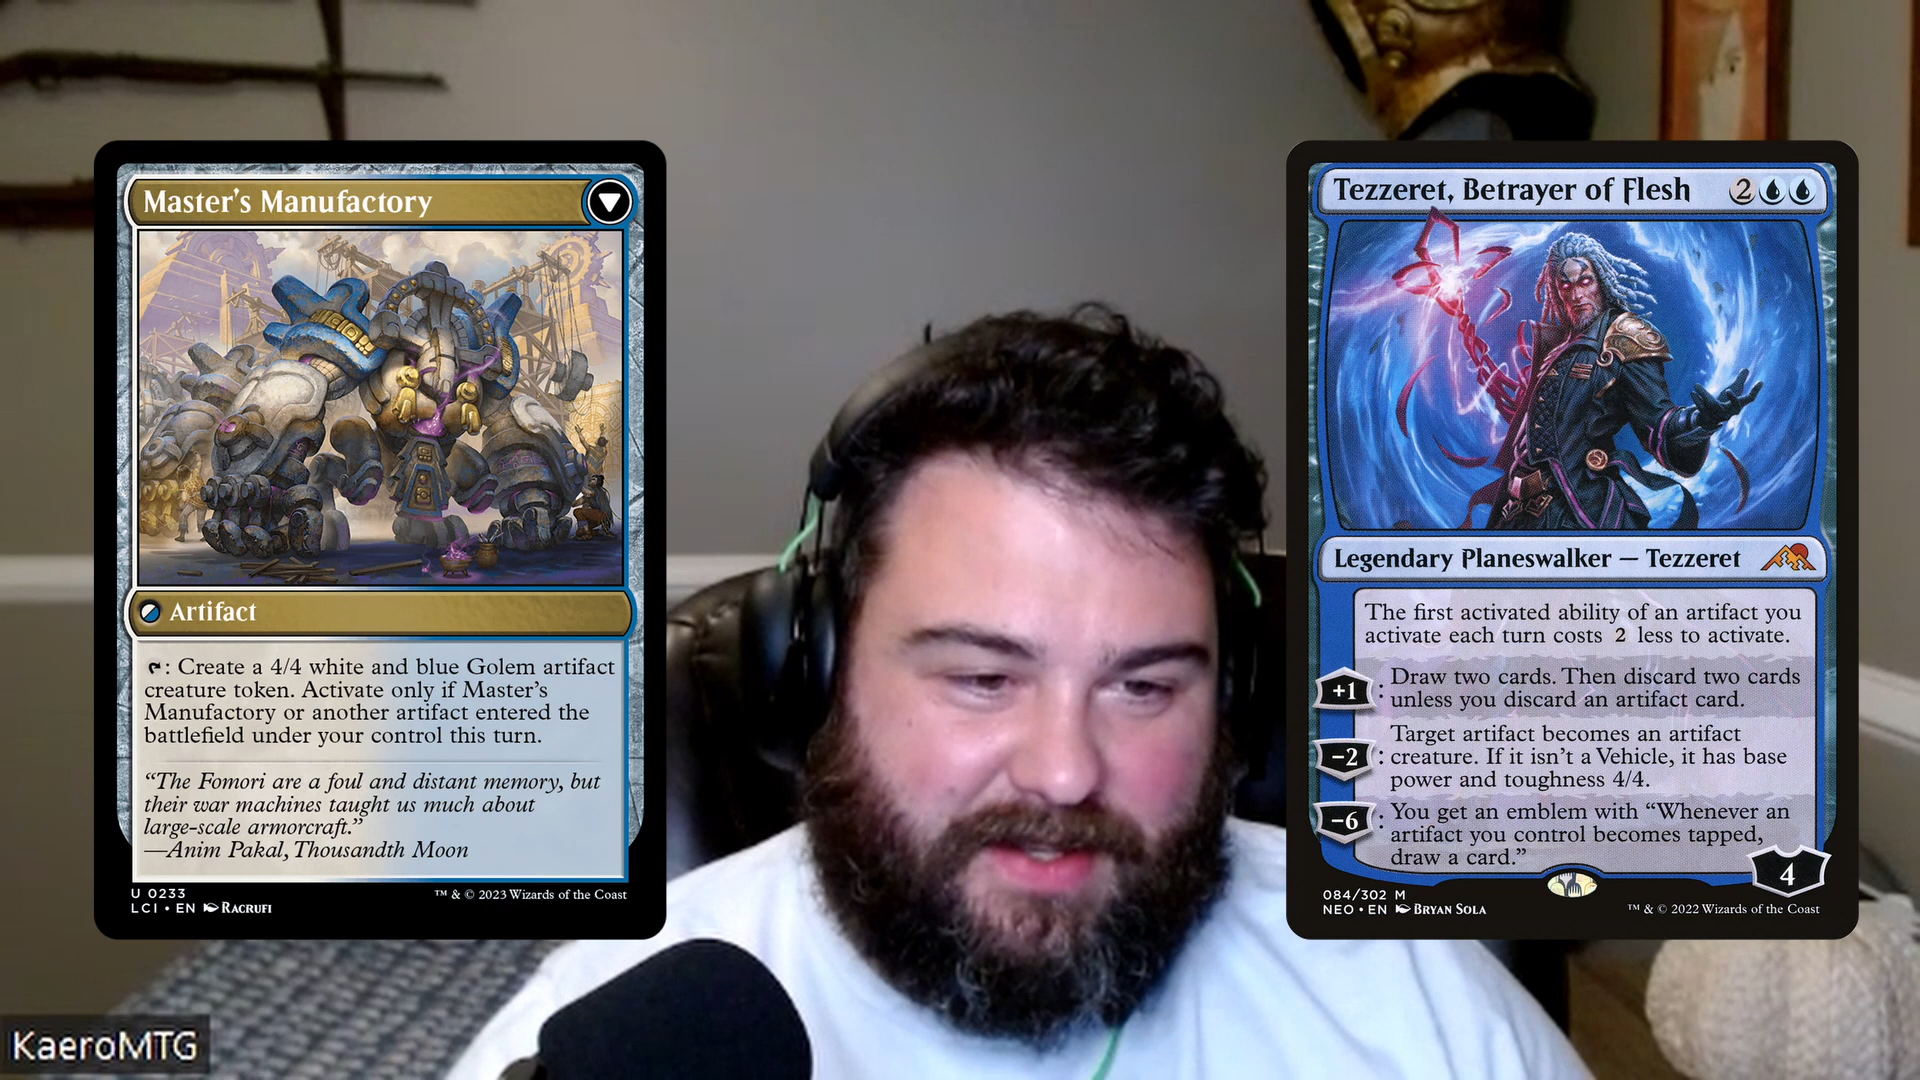 Master's Manufactory
Artifact
: Create a 4/4 white and blue Golem artifact
creature token. Activate only if Master's
Manufactory or another artifact entered the
battlefield under your control this turn.
“The Fomori are a foul and distant memory, but
their war machines taught us much about
large-scale armorcraft.”
—Anim Pakal, Thousandth Moon
U 0233
LCI • EN RACRUFI
™ & © 2023 Wizards of the Coast
Tezzeret, Betrayer of Flesh 2
Legendary Planeswalker — Tezzeret
The first activated ability of an artifact you
activate each turn costs 2 less to activate.
+1 : Draw two cards. Then discard two cards
unless you discard an artifact card.
Target artifact becomes an artifact
−2 : creature. If it isn't a Vehicle, it has base
power and toughness 4/4.
−6 : You get an emblem with “Whenever an
artifact you control becomes tapped,
draw a card.”
4
084/302 M
NEO • EN BRYAN SOLA
™ & © 2022 Wizards of the Coast
KaeroMTG